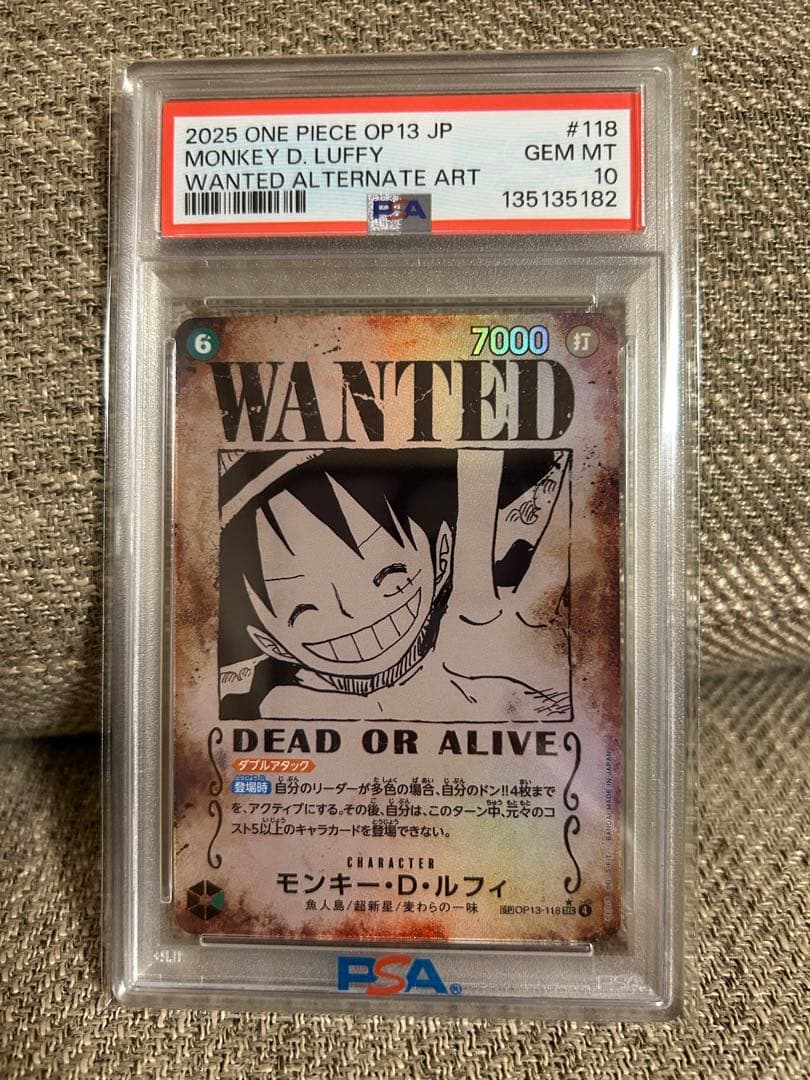 2025 ONE PIECE OP13 JP #118
MONKEY D. LUFFY GEM MT
WANTED ALTERNATE ART 10
135135182
PSA
6 7000 打
WANTED
DEAD OR ALIVE
ダブルアタック
登場時 自分のリーダーが多色の場合、自分のドン!!4枚まで
を、アクティブにする。その後、自分は、このターン中、元々のコ
スト5以上のキャラカードを登場できない。
CHARACTER
モンキー・D・ルフィ
魚人島/超新星/麦わらの一味
OP13-118 SEC 4
BANDAI MADE IN JAPAN
PSA®